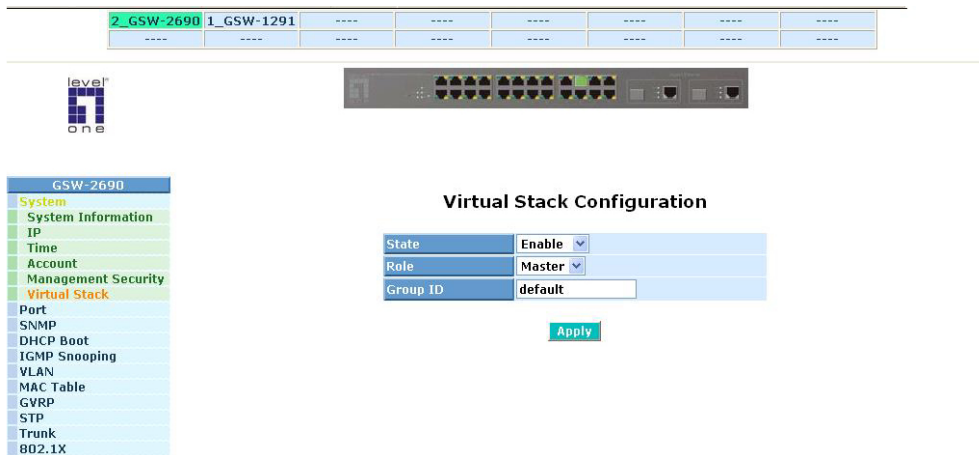 2_GSW-2690 1_GSW-1291 ---- ---- ---- ---- ---- ----
---- ---- ---- ---- ---- ---- ---- ----
level
one
GSW-2690
System
System Information
IP
Time
Account
Management Security
Virtual Stack
Port
SNMP
DHCP Boot
IGMP Snooping
VLAN
MAC Table
GVRP
STP
Trunk
802.1X
Virtual Stack Configuration
State Enable
Role Master
Group ID default
Apply